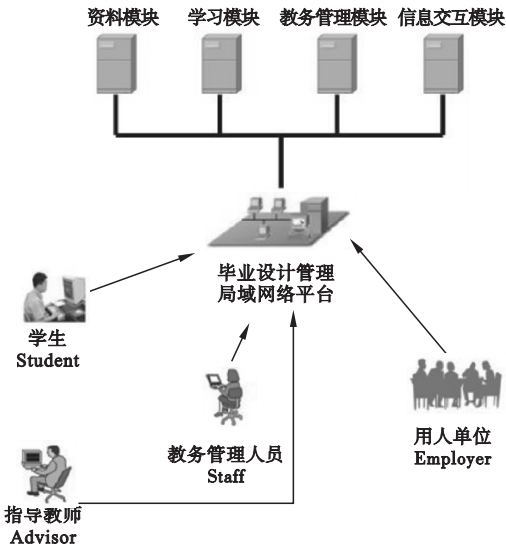 资料模块 学习模块 教务管理模块 信息交互模块
毕业设计管理
局域网络平台
学生
Student
教务管理人员
Staff
用人单位
Employer
指导教师
Advisor